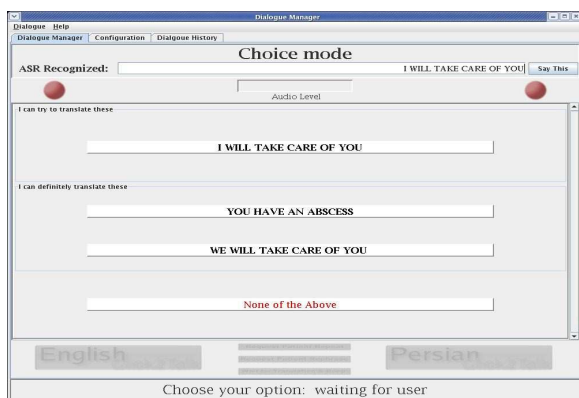 Dialogue Manager
Dialogue Help
Dialogue Manager Configuration Dialgoue History
Choice mode
ASR Recognized: I WILL TAKE CARE OF YOU Say This
Audio Level
I can try to translate these
I WILL TAKE CARE OF YOU
I can definitely translate these
YOU HAVE AN ABSCESS
WE WILL TAKE CARE OF YOU
None of the Above
English Persian
Choose your option: waiting for user